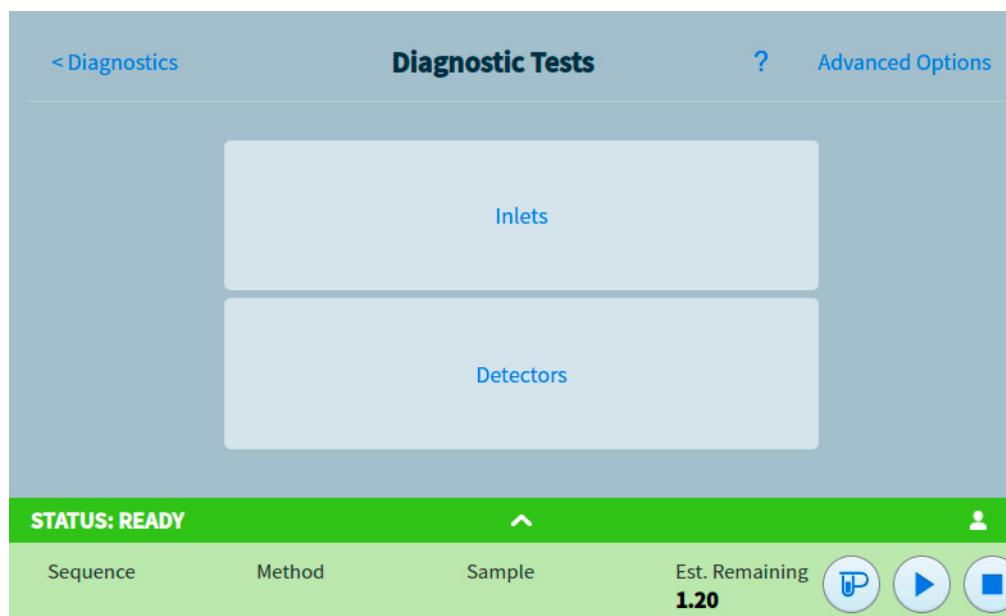 < Diagnostics Diagnostic Tests ? Advanced Options
Inlets
Detectors
STATUS: READY
Sequence Method Sample Est. Remaining
1.20